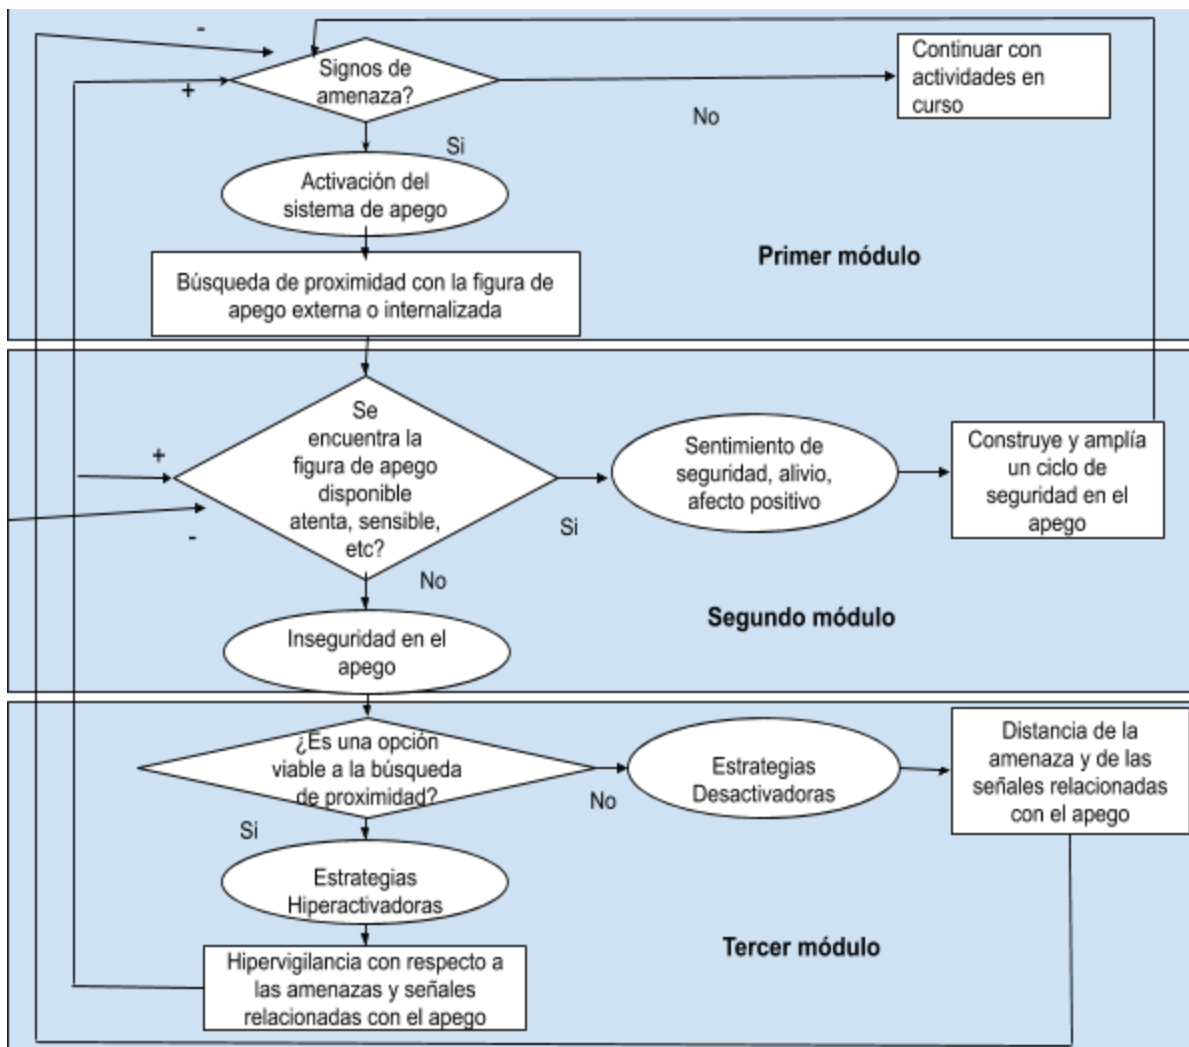 -
Signos de
amenaza?
+
No
Continuar con
actividades en
curso
Si
Activación del
sistema de apego
Primer módulo
Búsqueda de proximidad con la figura de
apego externa o internalizada
Se
encuentra la
figura de apego
disponible
atenta, sensible,
etc?
+
-
Si
Sentimiento de
seguridad, alivio,
afecto positivo
Construye y amplía
un ciclo de
seguridad en el
apego
No
Inseguridad en el
apego
Segundo módulo
¿Es una opción
viable a la búsqueda
de proximidad?
No
Estrategias
Desactivadoras
Distancia de la
amenaza y de las
señales relacionadas
con el apego
Si
Estrategias
Hiperactivadoras
Tercer módulo
Hipervigilancia con respecto a
las amenazas y señales
relacionadas con el apego